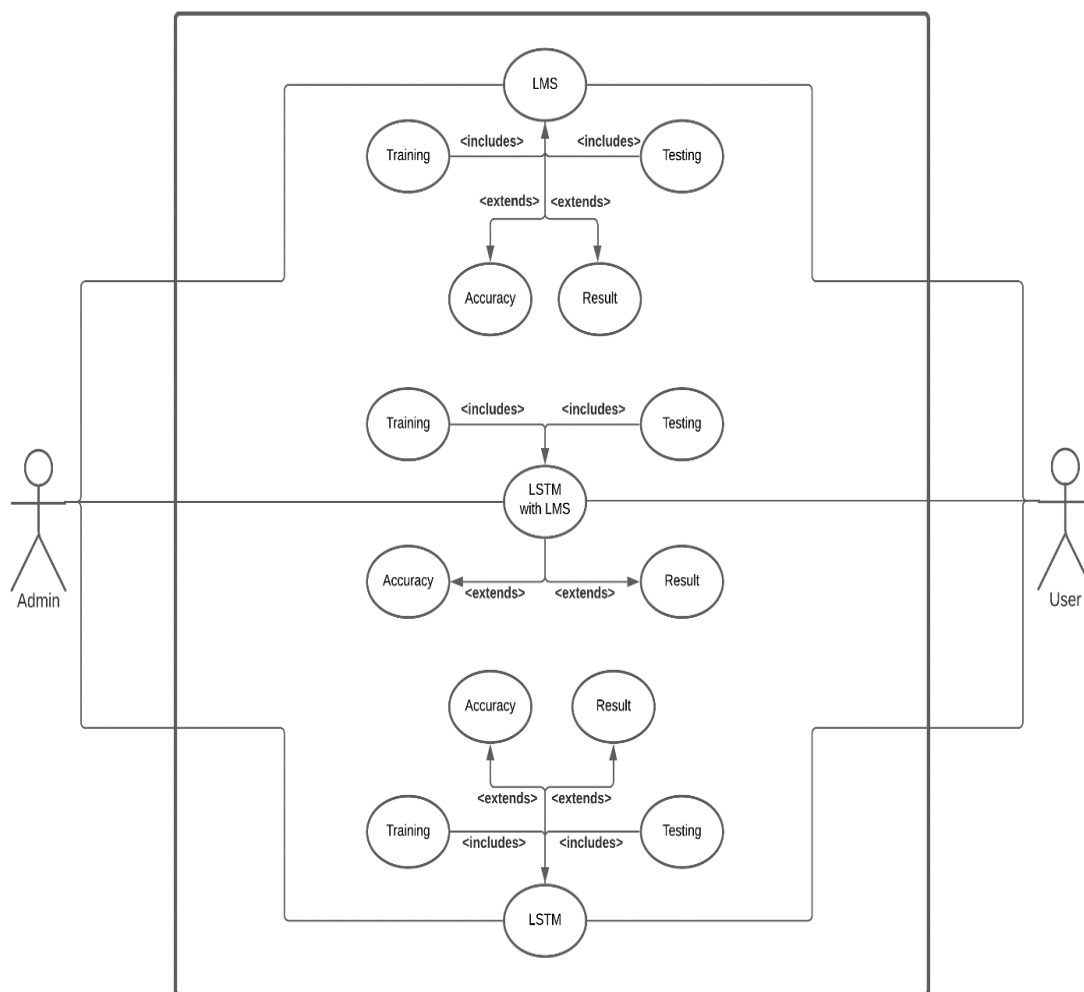 LMS
Training
<includes>
<includes>
Testing
<extends>
<extends>
Accuracy
Result
Training
<includes>
<includes>
Testing
LSTM
with LMS
Admin
User
Accuracy
<extends>
<extends>
Result
Accuracy
Result
<extends>
<extends>
Training
<includes>
<includes>
Testing
LSTM